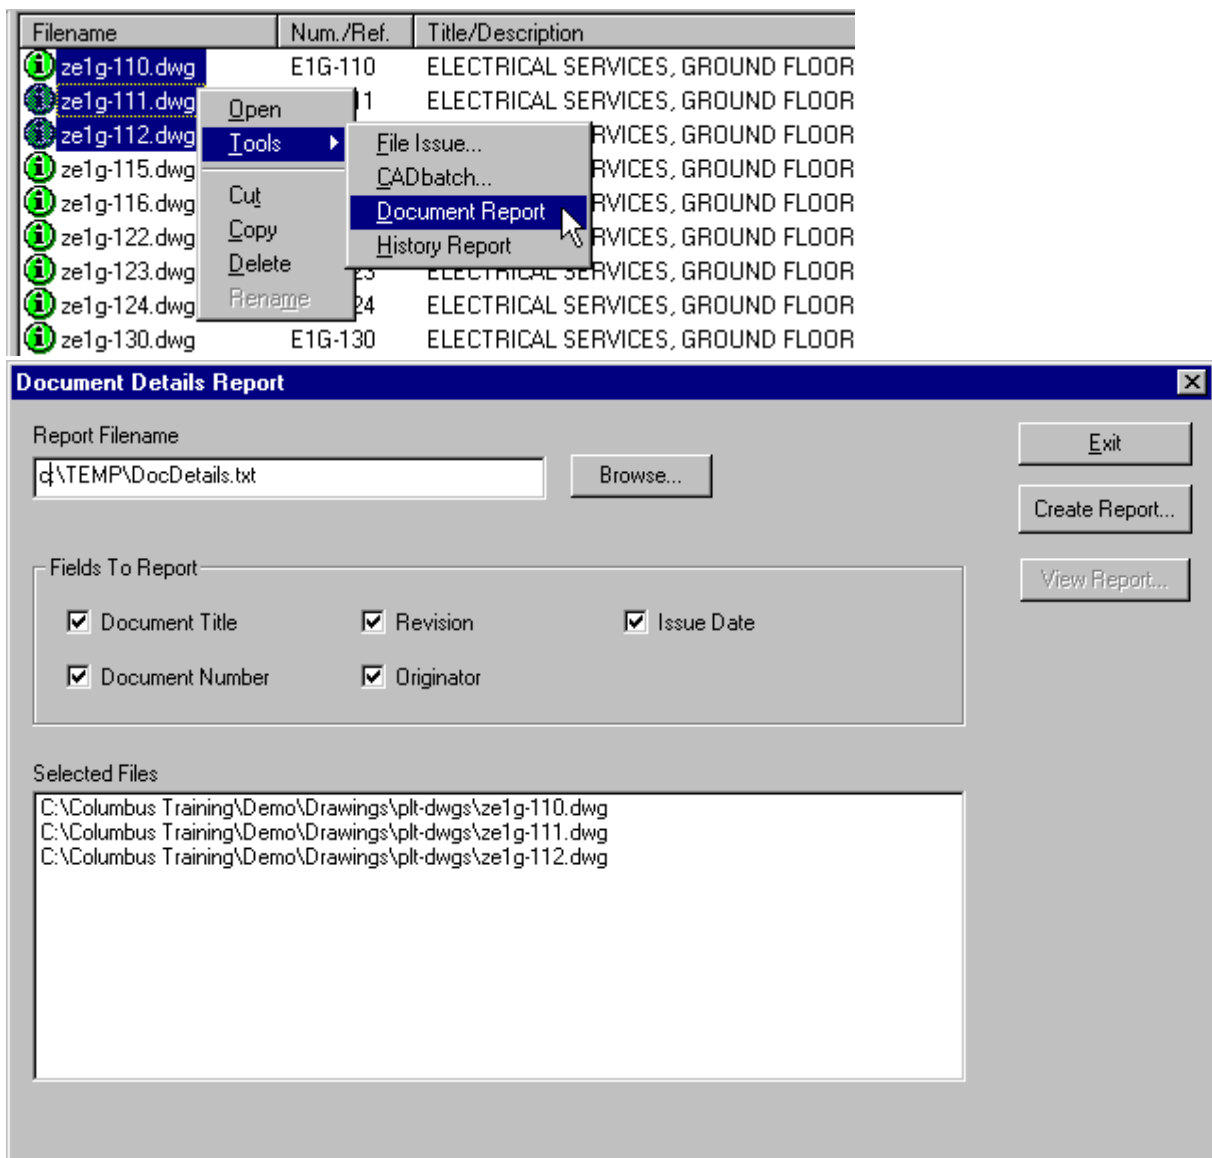 Filename Num./Ref. Title/Description
ze1g-110.dwg E1G-110 ELECTRICAL SERVICES, GROUND FLOOR
ze1g-111.dwg 11 ELECTRICAL SERVICES, GROUND FLOOR
ze1g-112.dwg RVICES, GROUND FLOOR
ze1g-115.dwg RVICES, GROUND FLOOR
ze1g-116.dwg RVICES, GROUND FLOOR
ze1g-122.dwg RVICES, GROUND FLOOR
ze1g-123.dwg 23 ELECTRICAL SERVICES, GROUND FLOOR
ze1g-124.dwg 24 ELECTRICAL SERVICES, GROUND FLOOR
ze1g-130.dwg E1G-130 ELECTRICAL SERVICES, GROUND FLOOR
Open
Tools
Cut
Copy
Delete
Rename
File Issue...
CADbatch...
Document Report
History Report
Document Details Report
Report Filename
c:\TEMP\DocDetails.txt
Browse...
Exit
Create Report...
View Report...
Fields To Report
Document Title Revision Issue Date
Document Number Originator
Selected Files
C:\Columbus Training\Demo\Drawings\plt-dwgs\ze1g-110.dwg
C:\Columbus Training\Demo\Drawings\plt-dwgs\ze1g-111.dwg
C:\Columbus Training\Demo\Drawings\plt-dwgs\ze1g-112.dwg